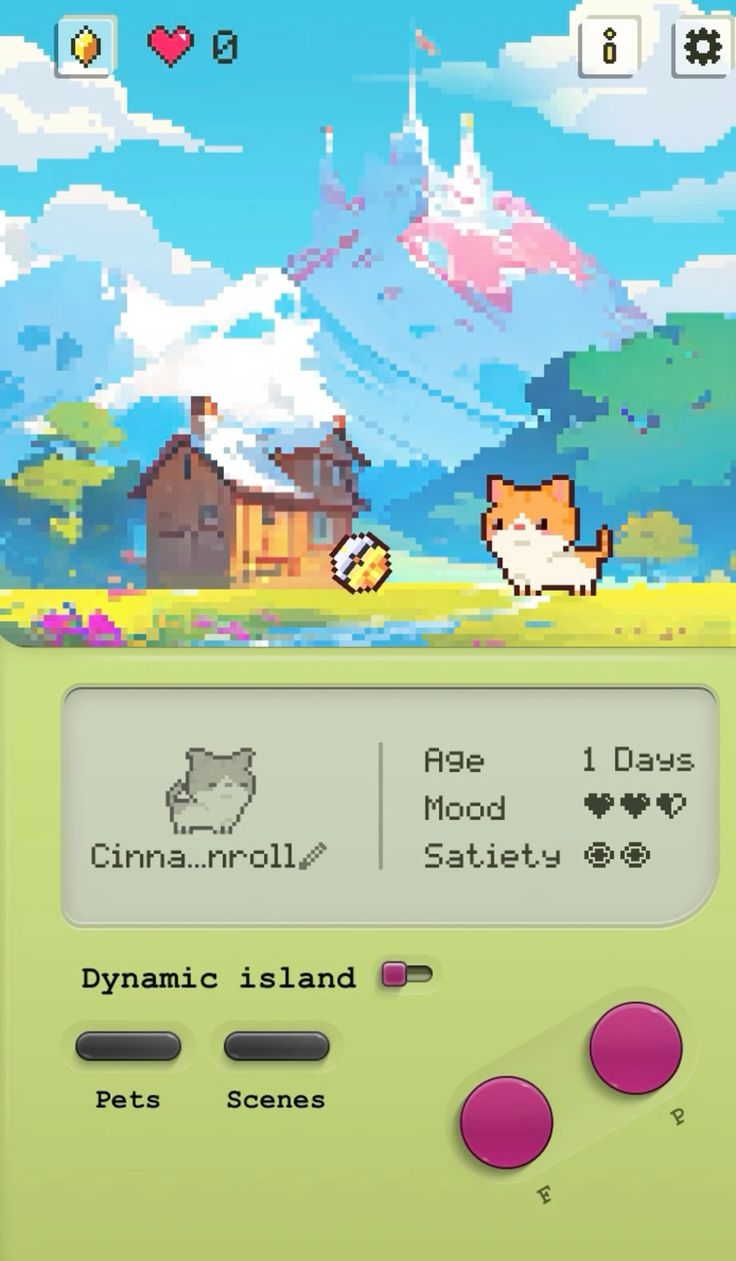 0
Age 1 Days
Mood
Cinna...nroll
Satiety
Dynamic island
Pets Scenes
P
F